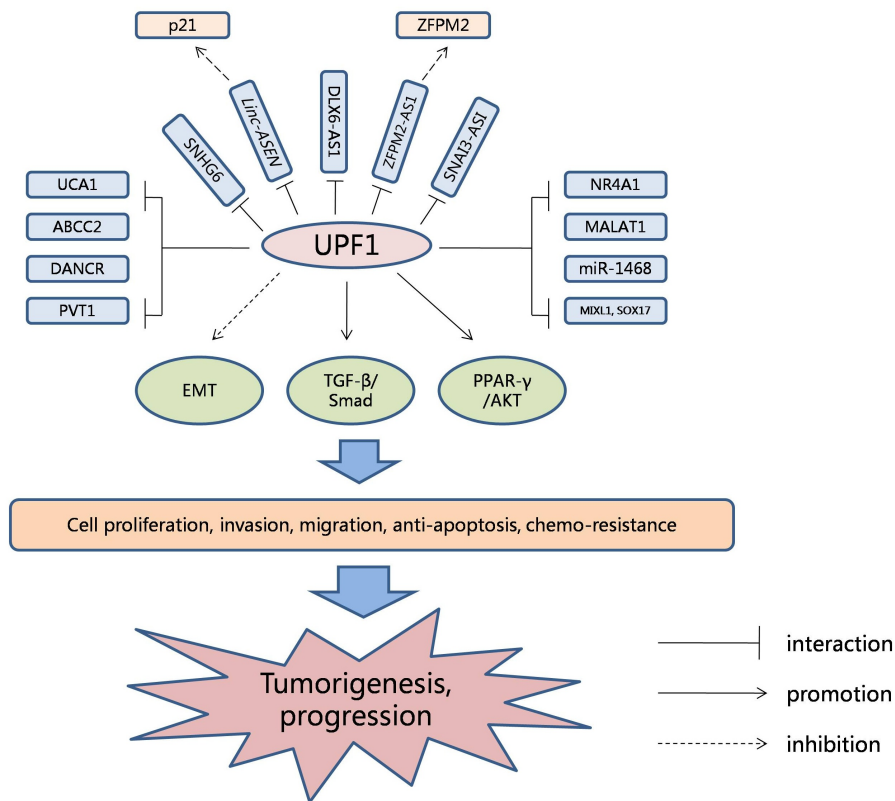 p21
ZFPM2
SNHG6
Linc-ASEN
DLX6-AS1
ZFPM2-AS1
SNAI3-ASI
UCA1
ABCC2
DANCR
PVT1
UPF1
NR4A1
MALAT1
miR-1468
MIXL1, SOX17
EMT
TGF-β/
Smad
PPAR-γ
/AKT
Cell proliferation, invasion, migration, anti-apoptosis, chemo-resistance
Tumorigenesis,
progression
interaction
promotion
inhibition